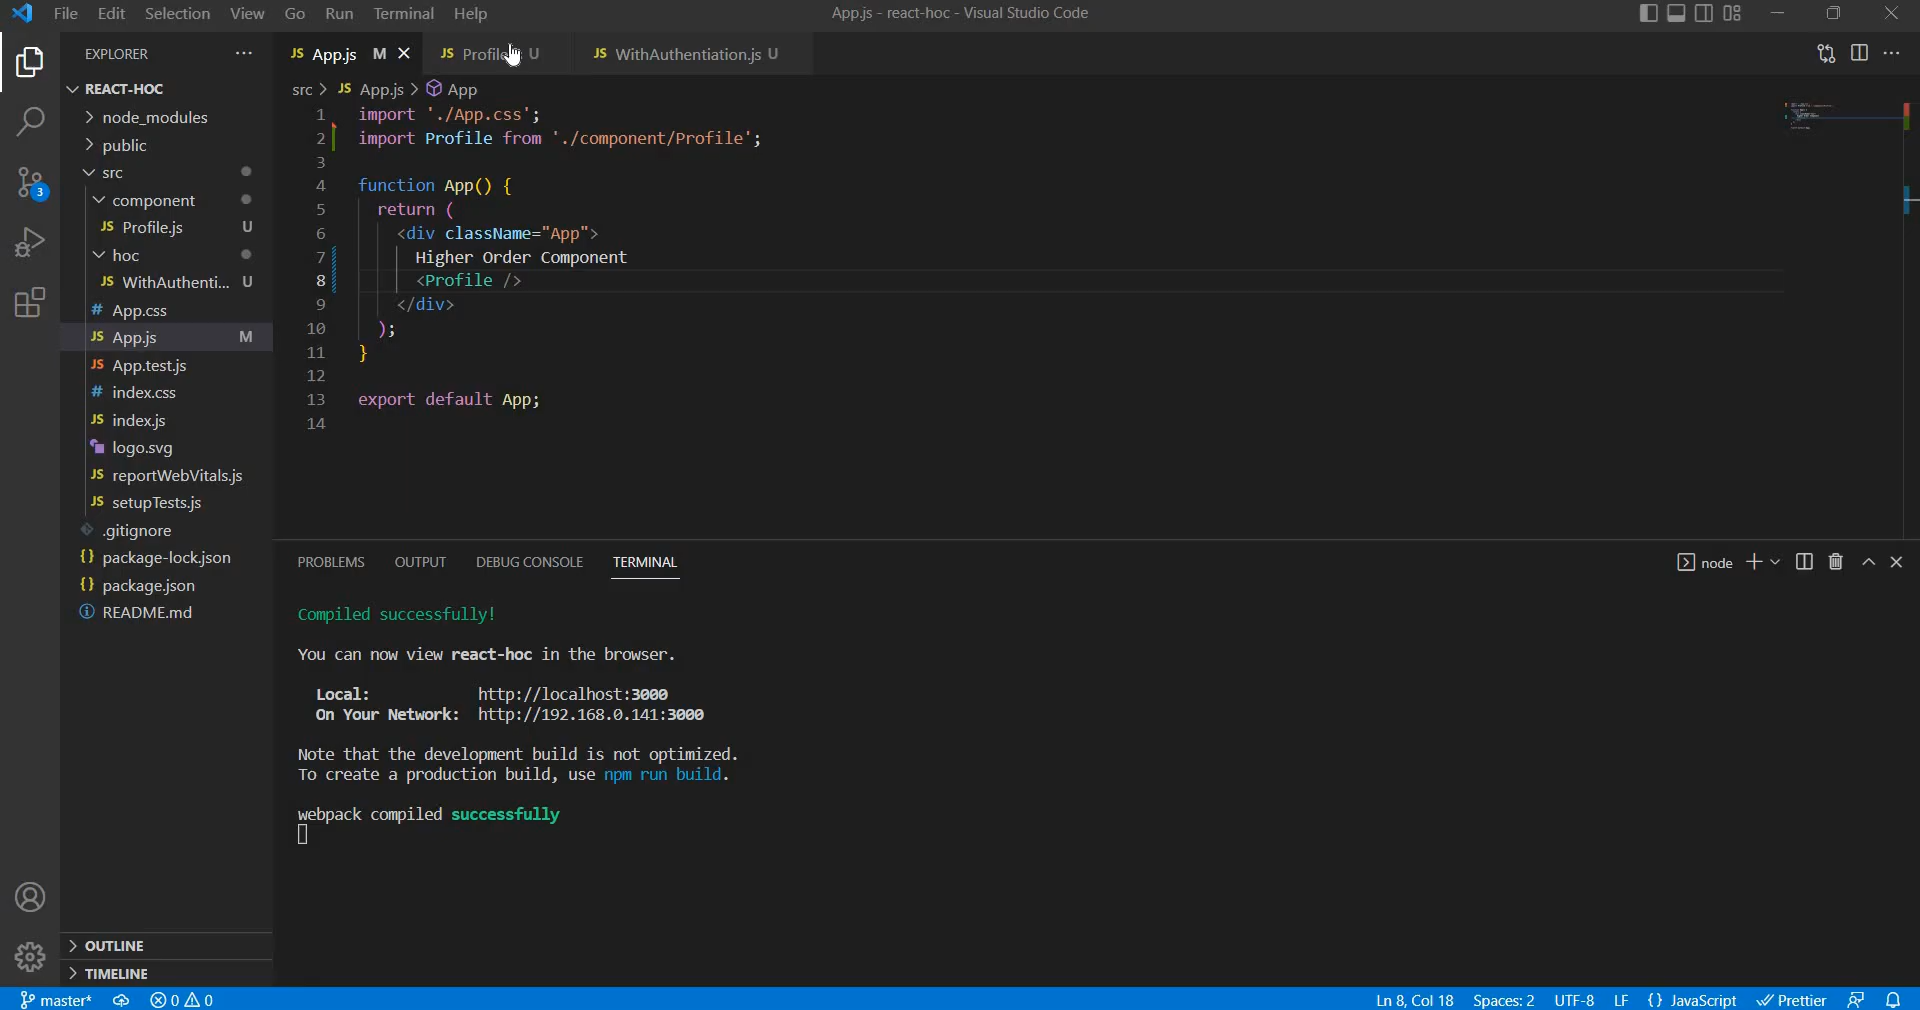 File Edit Selection View Go Run Terminal Help
App.js - react-hoc - Visual Studio Code
EXPLORER
REACT-HOC
node_modules
public
src
component
JS Profile.js U
hoc
JS WithAuthenti... U
# App.css
JS App.js M
JS App.test.js
# index.css
JS index.js
logo.svg
JS reportWebVitals.js
JS setupTests.js
.gitignore
{} package-lock.json
{} package.json
README.md
OUTLINE
TIMELINE
3
JS App.js M
JS Profile U
JS WithAuthentiation.js U
src > JS App.js > App
1 import './App.css';
2 import Profile from './component/Profile';
3
4 function App() {
5 return (
6 <div className="App">
7 Higher Order Component
8 <Profile />
9 </div>
10 );
11 }
12
13 export default App;
14
PROBLEMS OUTPUT DEBUG CONSOLE TERMINAL
node
Compiled successfully!
You can now view react-hoc in the browser.
Local: http://localhost:3000
On Your Network: http://192.168.0.141:3000
Note that the development build is not optimized.
To create a production build, use npm run build.
webpack compiled successfully
master* 0 0
Ln 8, Col 18 Spaces: 2 UTF-8 LF {} JavaScript Prettier